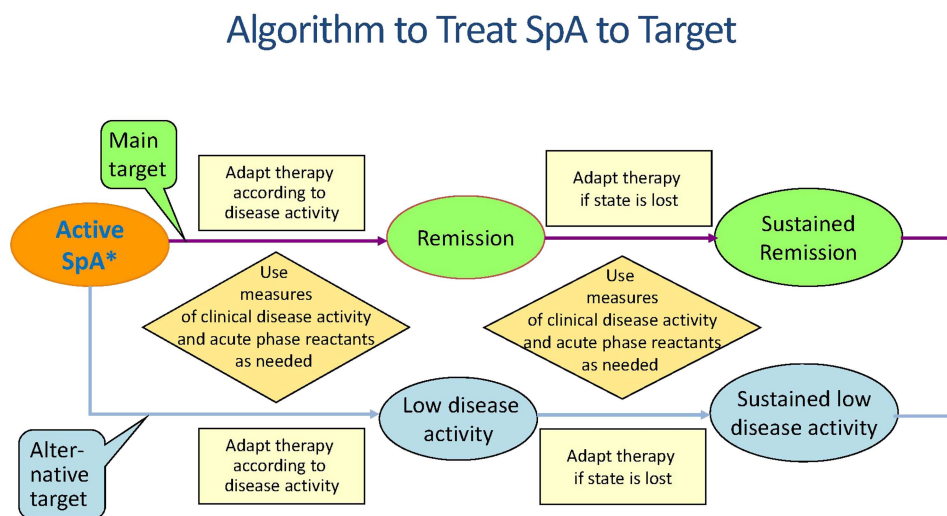 Algorithm to Treat SpA to Target
Main
target
Adapt therapy
according to
disease activity
Adapt therapy
if state is lost
Active
SpA*
Remission
Sustained
Remission
Use
measures
of clinical disease activity
and acute phase reactants
as needed
Use
measures
of clinical disease activity
and acute phase reactants
as needed
Low disease
activity
Sustained low
disease activity
Alter-
native
target
Adapt therapy
according to
disease activity
Adapt therapy
if state is lost